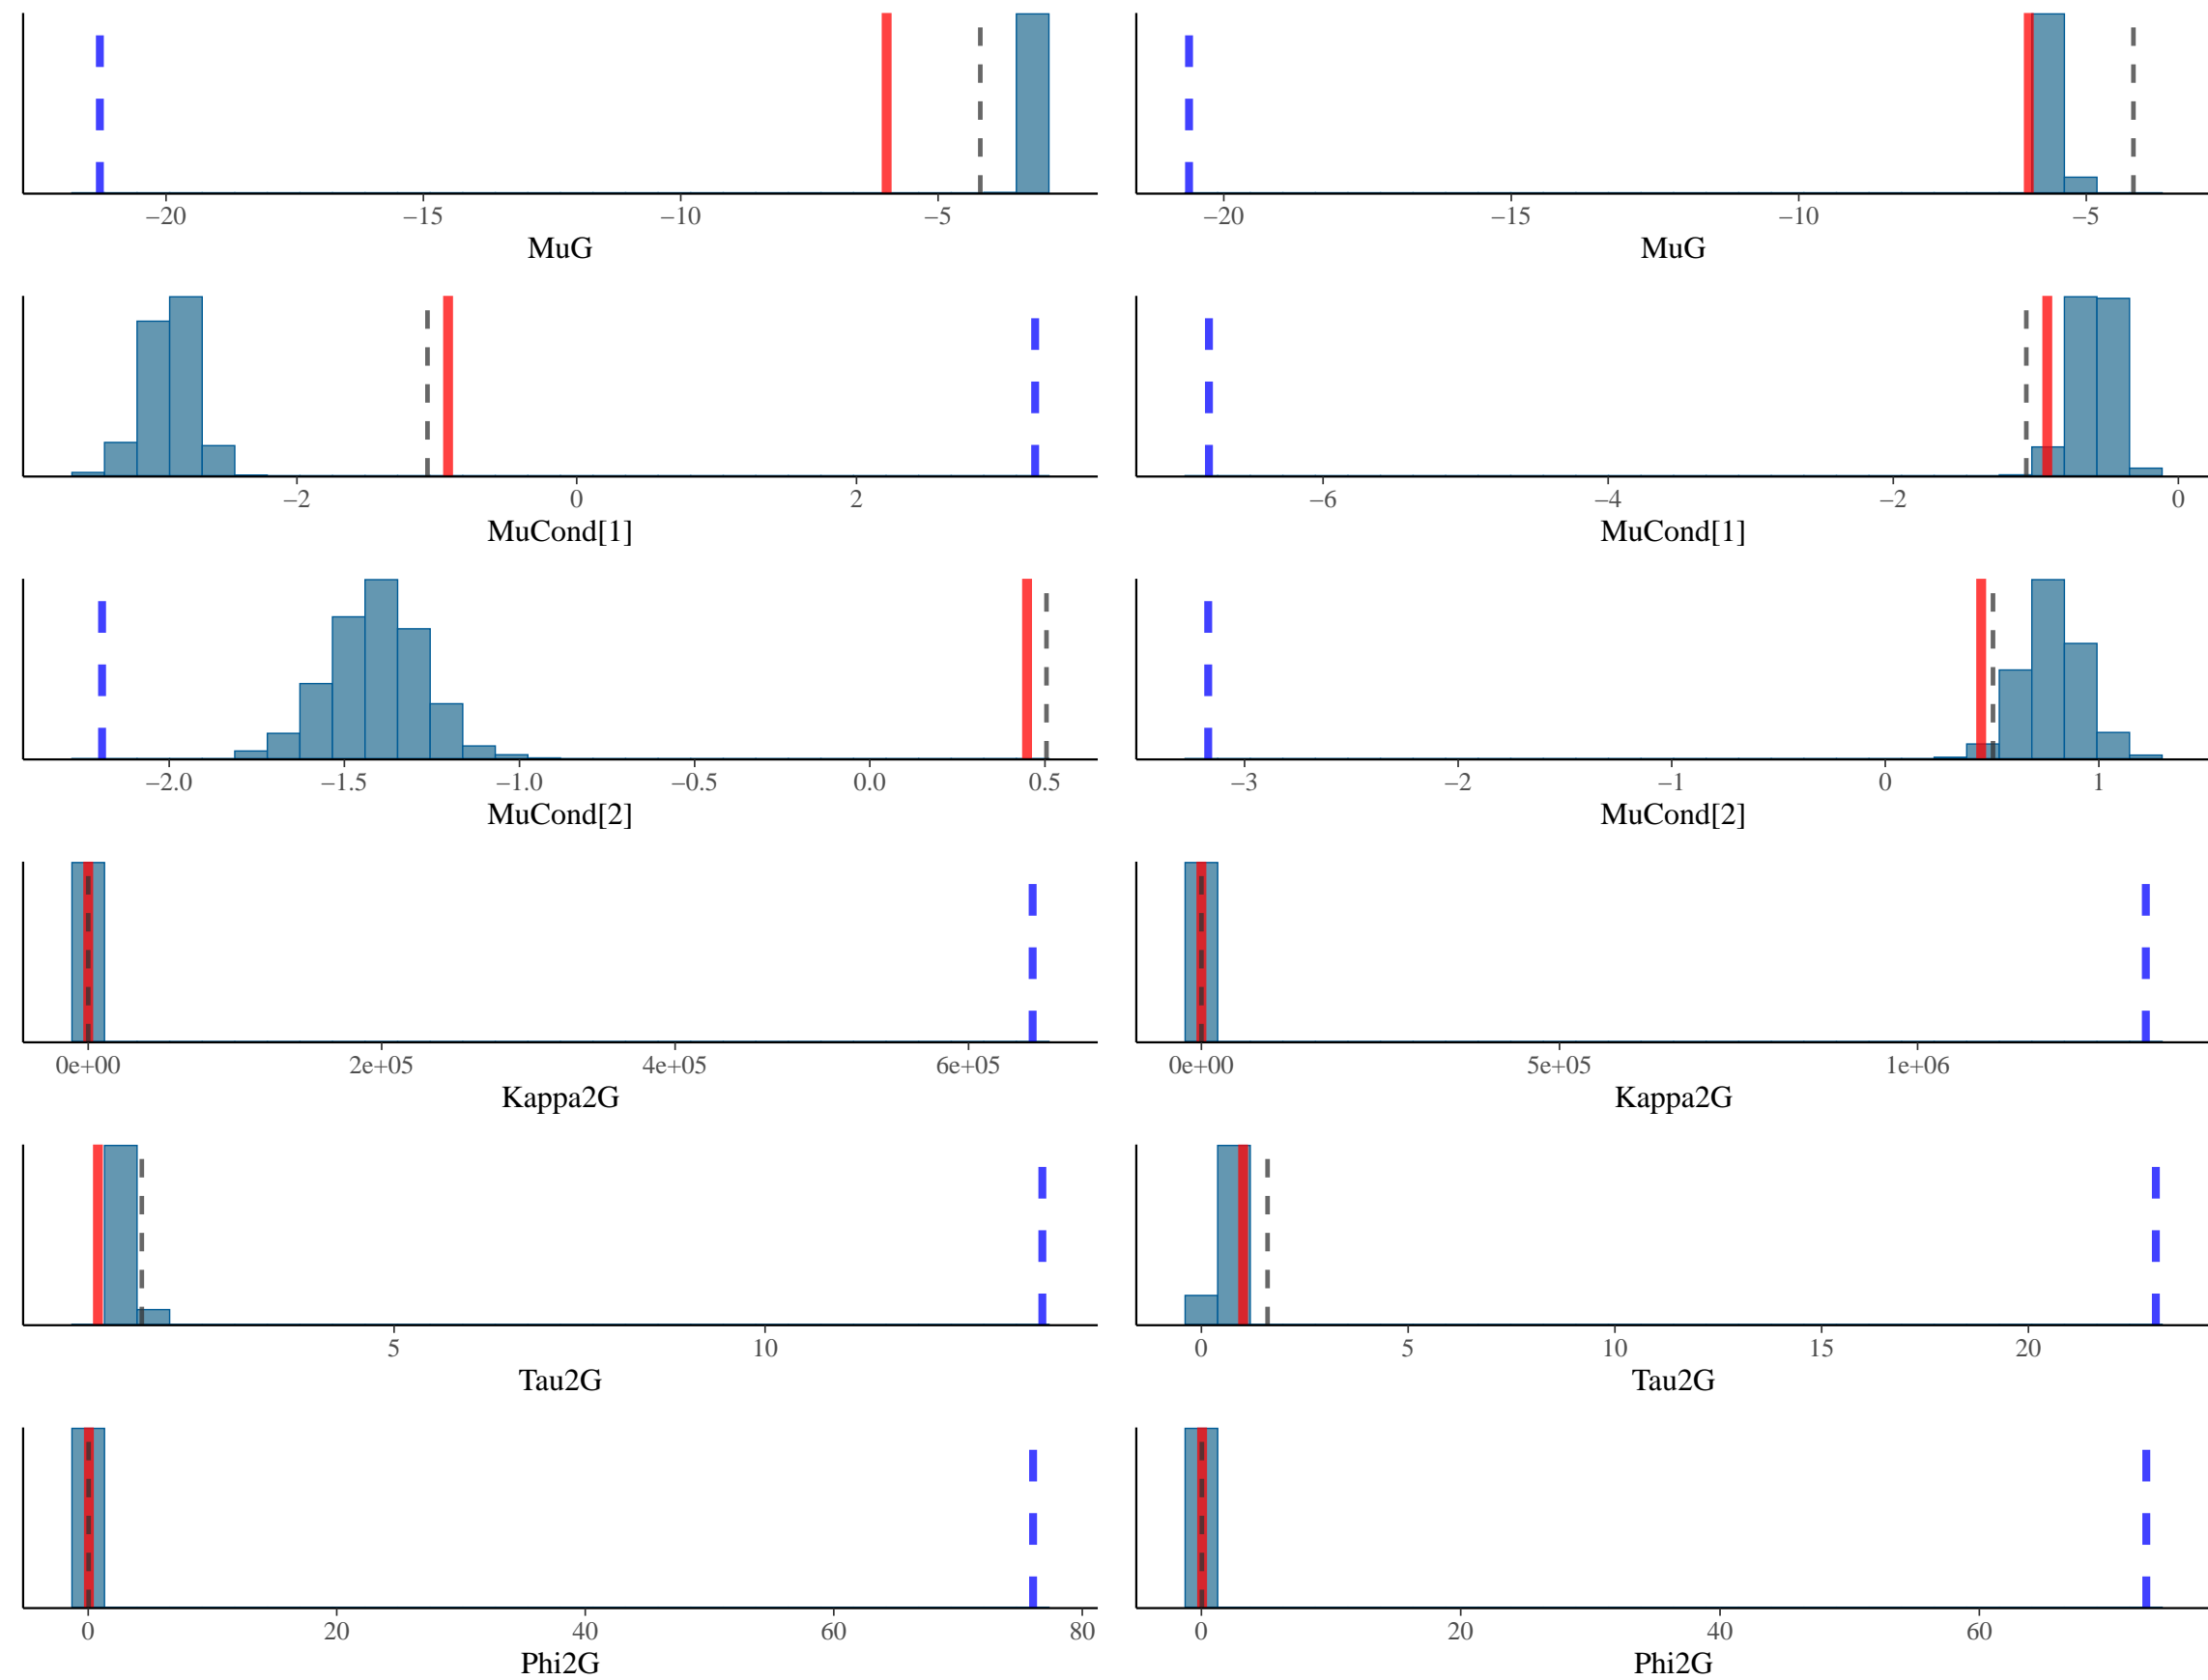 −20 −15 −10 −5 −20 −15 −10 −5
MuG MuG
−2 0 2 −6 −4 −2 0
MuCond[1] MuCond[1]
−2.0 −1.5 −1.0 −0.5 0.0 0.5 −3 −2 −1 0 1
MuCond[2] MuCond[2]
0e+00 2e+05 4e+05 6e+05 0e+00 5e+05 1e+06
Kappa2G Kappa2G
5 10 0 5 10 15 20
Tau2G Tau2G
0 20 40 60 80 0 20 40 60
Phi2G Phi2G